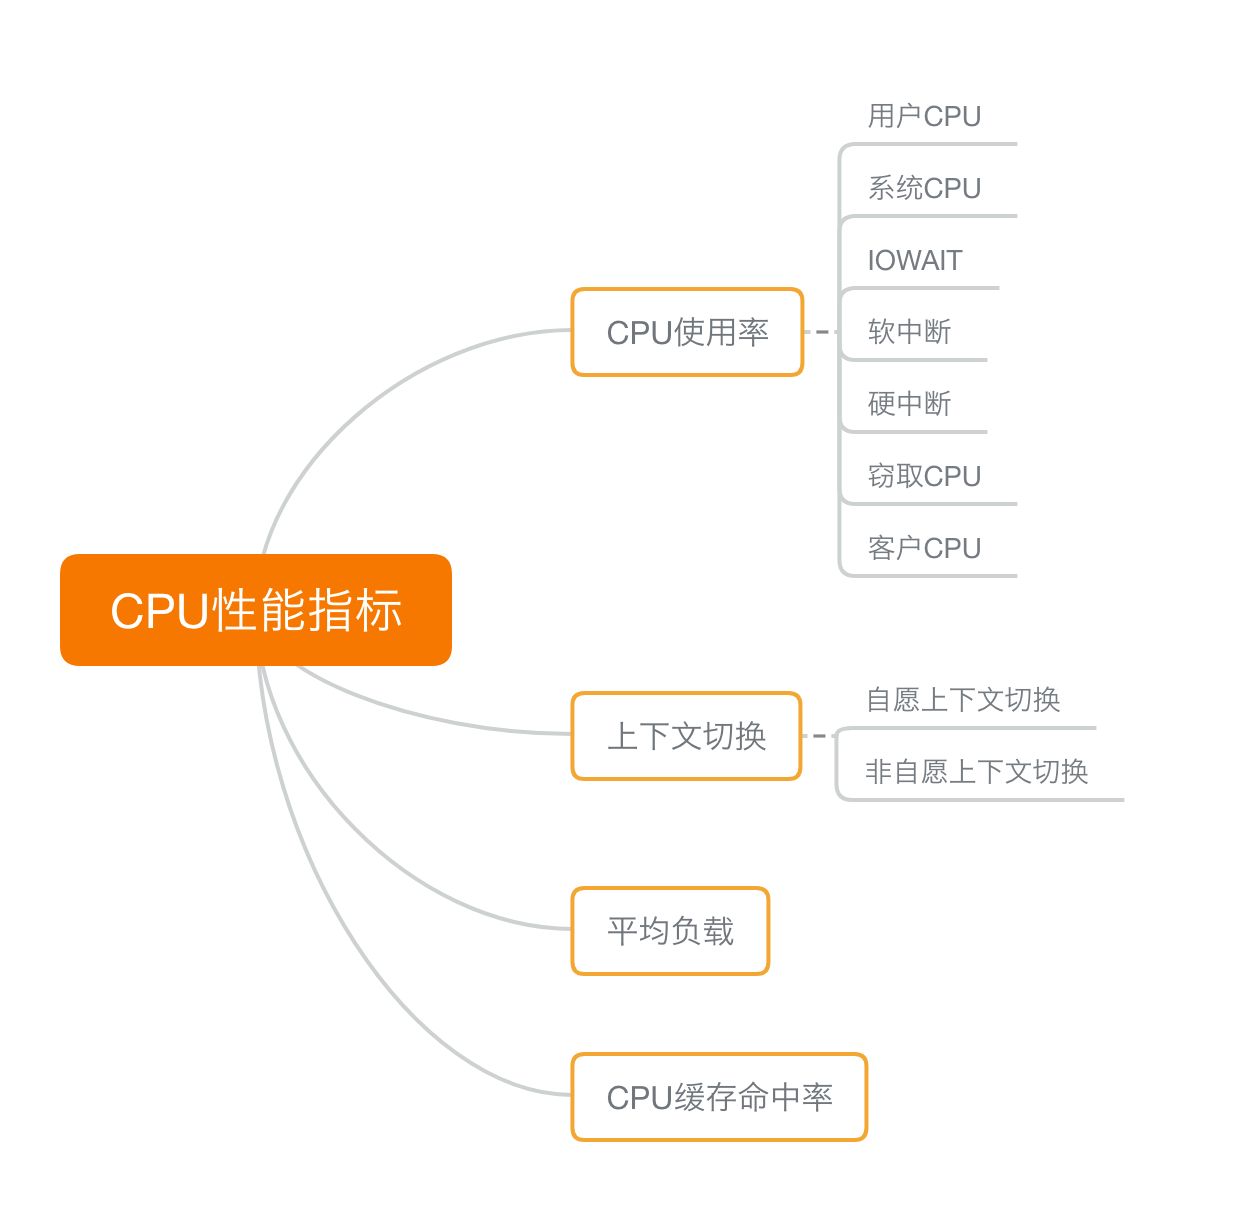 CPU性能指标
CPU使用率
用户CPU
系统CPU
IOWAIT
软中断
硬中断
窃取CPU
客户CPU
上下文切换
自愿上下文切换
非自愿上下文切换
平均负载
CPU缓存命中率